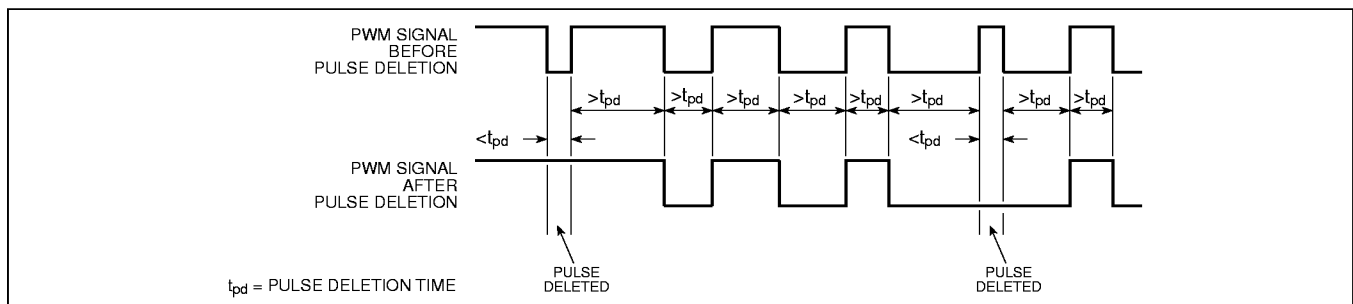 PWM SIGNAL
BEFORE
PULSE DELETION
>tpd >tpd >tpd >tpd >tpd >tpd >tpd >tpd
<tpd <tpd
PWM SIGNAL
AFTER
PULSE DELETION
tpd = PULSE DELETION TIME
PULSE
DELETED
PULSE
DELETED